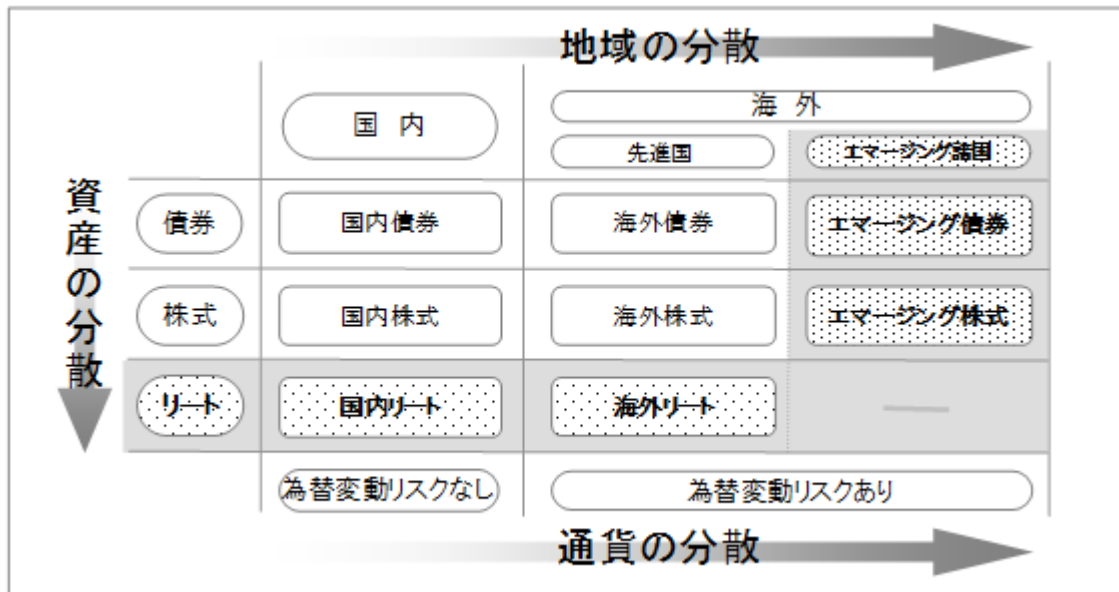 地域の分散
国内
海外
先進国
エマージング諸国
資産の分散
債券
国内債券
海外債券
エマージング債券
株式
国内株式
海外株式
エマージング株式
リート
国内リート
海外リート
為替変動リスクなし
為替変動リスクあり
通貨の分散